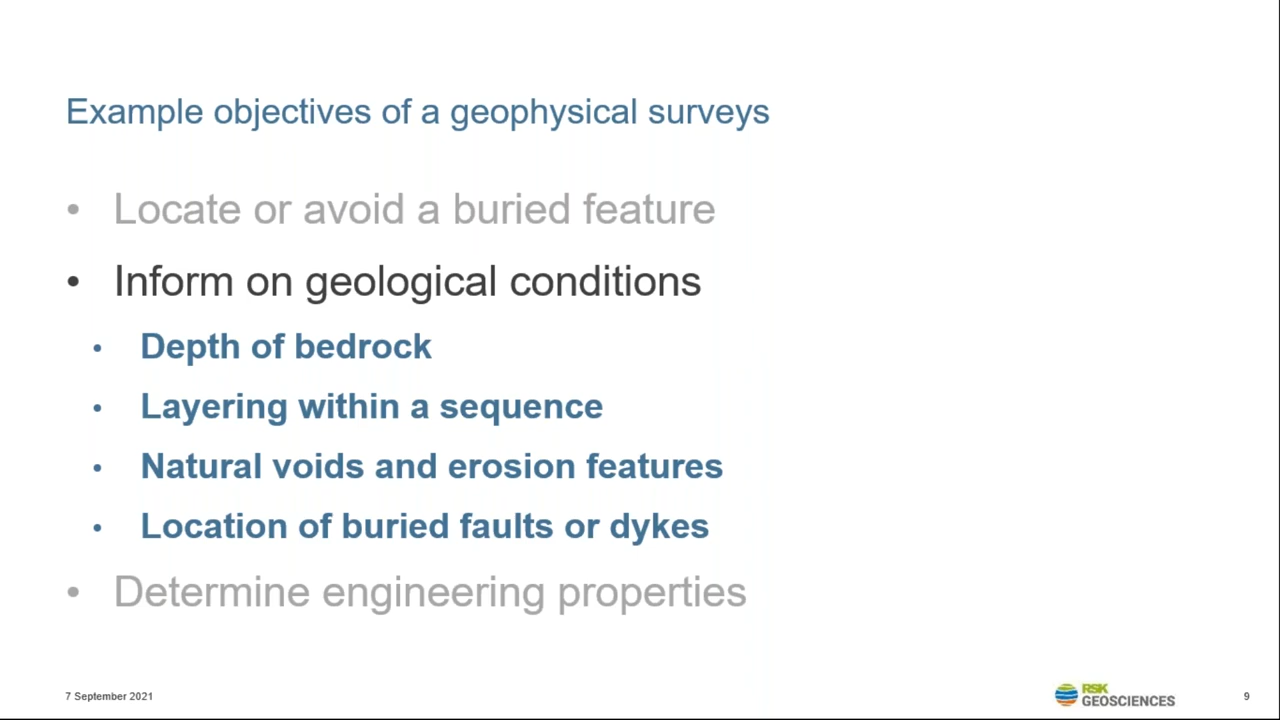 Example objectives of a geophysical surveys
• Locate or avoid a buried feature
• Inform on geological conditions
• Depth of bedrock
• Layering within a sequence
• Natural voids and erosion features
• Location of buried faults or dykes
• Determine engineering properties
7 September 2021
RSK
GEOSCIENCES
9